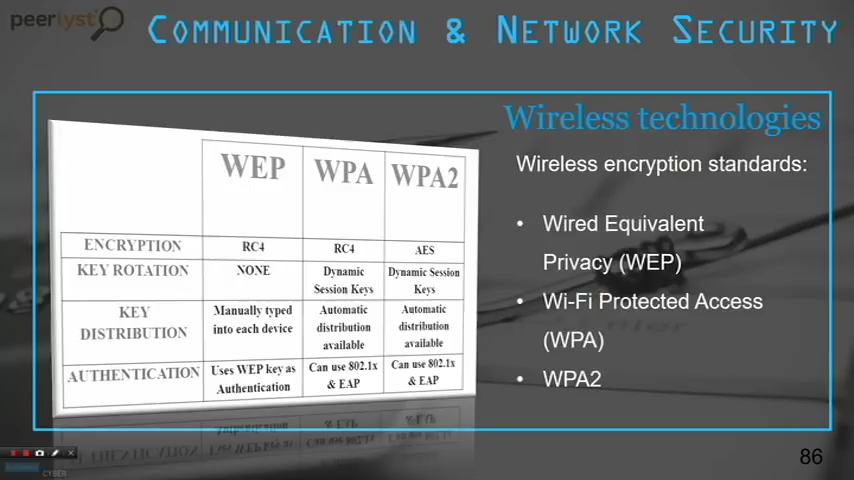 peerlyst
COMMUNICATION & NETWORK SECURITY
Wireless technologies
Wireless encryption standards:
• Wired Equivalent
Privacy (WEP)
• Wi-Fi Protected Access
(WPA)
• WPA2
WEP WPA WPA2
ENCRYPTION RC4 RC4 AES
KEY ROTATION NONE Dynamic Session Keys Dynamic Session Keys
KEY DISTRIBUTION Manually typed into each device Automatic distribution available Automatic distribution available
AUTHENTICATION Uses WEP key as Authentication Can use 802.1x & EAP Can use 802.1x & EAP
86
CYBER